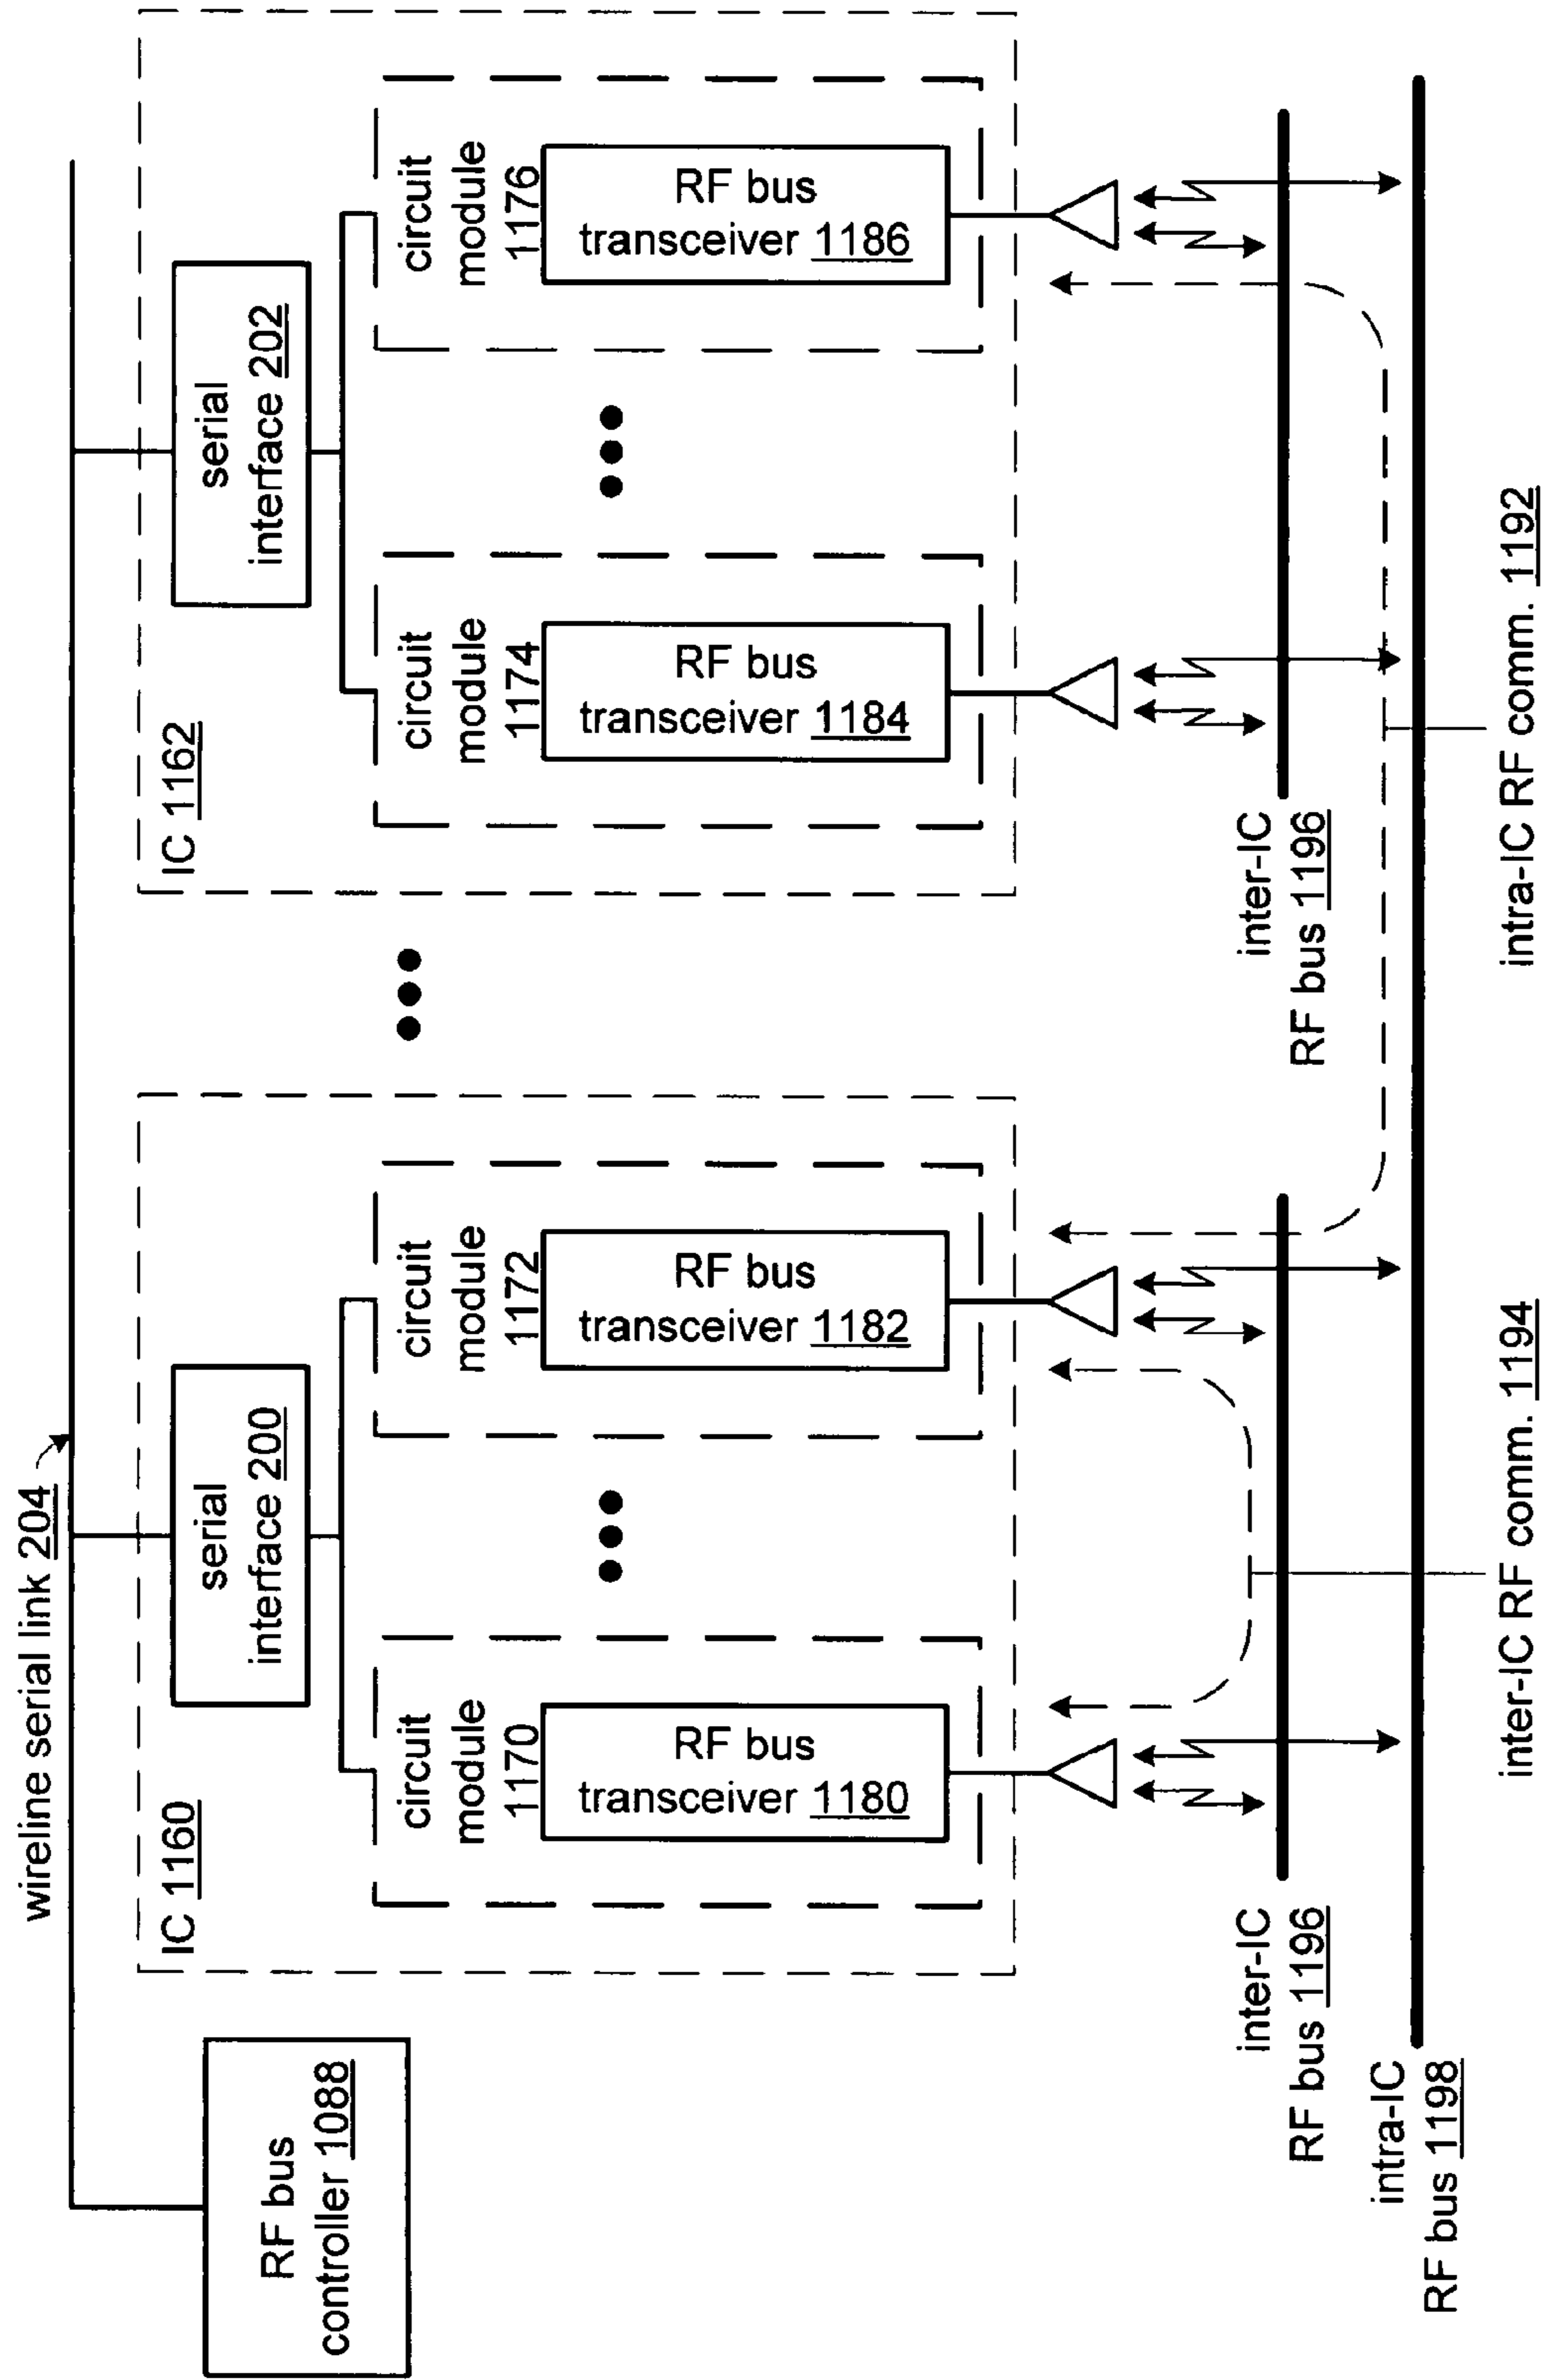 wireline serial link 204
RF bus
controller 1088
IC 1160
serial
interface 200
circuit
module
1170
RF bus
transceiver 1180
circuit
module
1172
RF bus
transceiver 1182
IC 1162
serial
interface 202
circuit
module
1174
RF bus
transceiver 1184
circuit
module
1176
RF bus
transceiver 1186
inter-IC
RF bus 1196
inter-IC
RF bus 1196
intra-IC
RF bus 1198
inter-IC RF comm. 1194
intra-IC RF comm. 1192